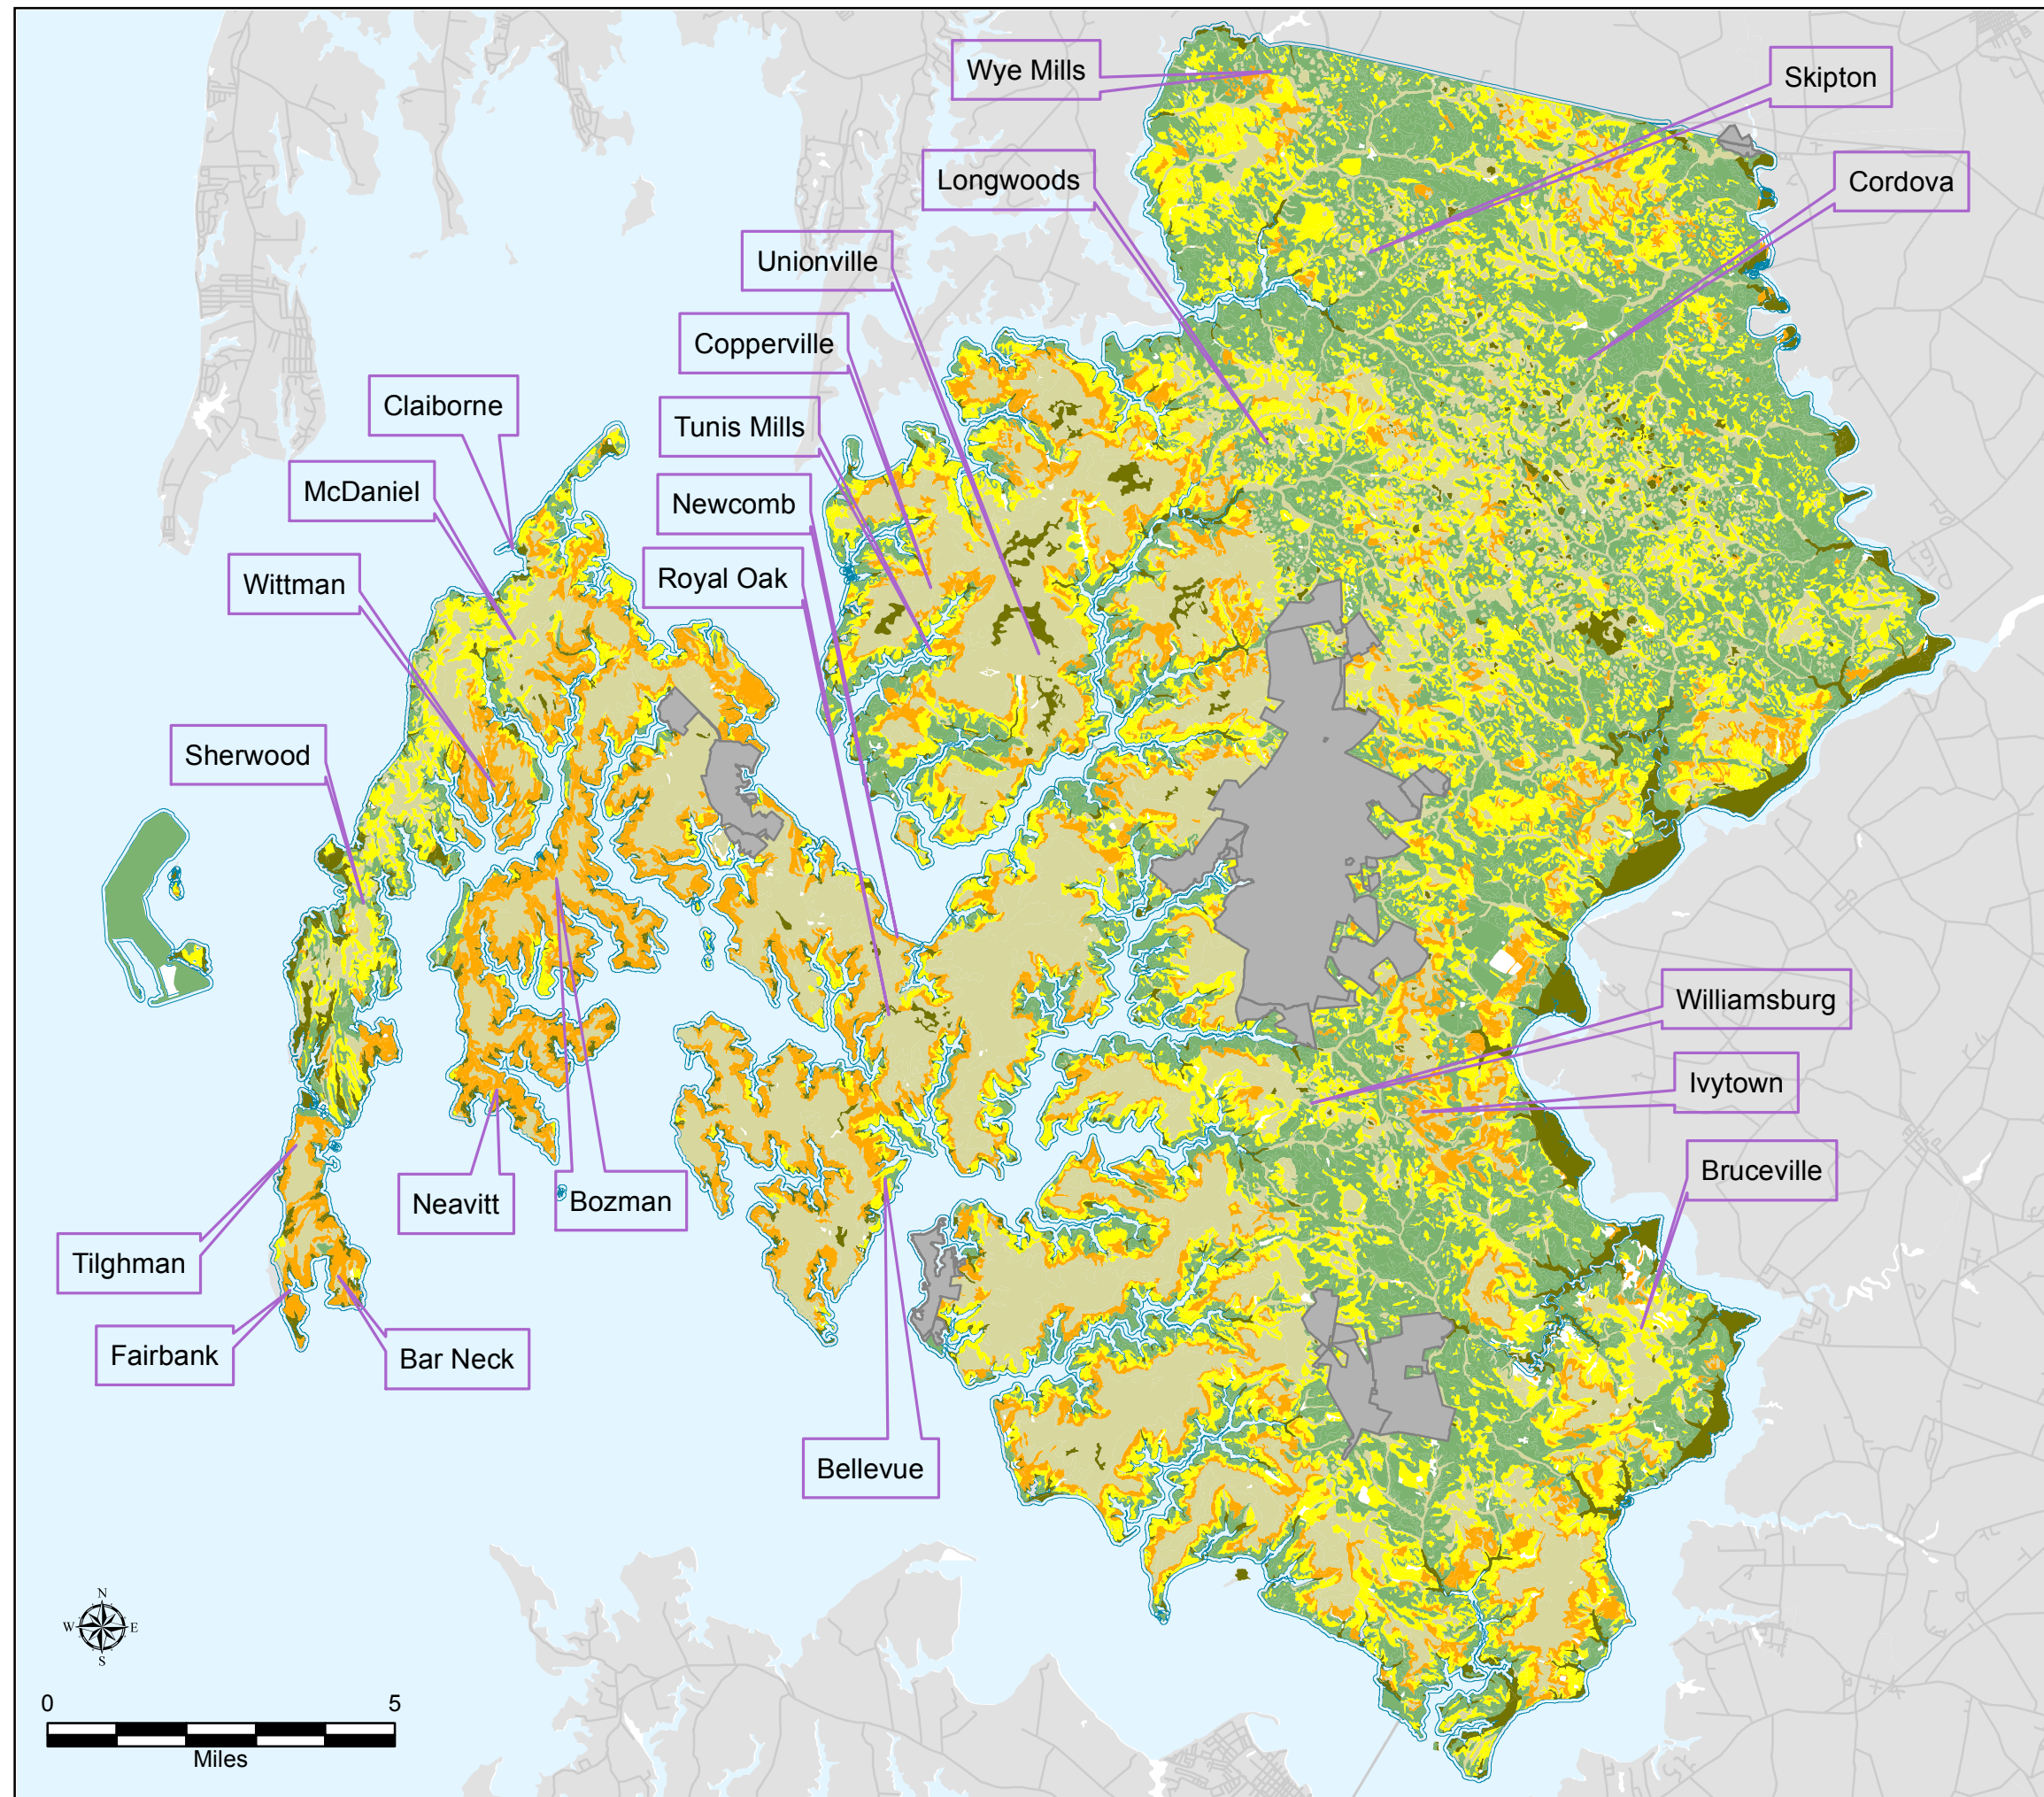 Wye Mills
Skipton
Longwoods
Cordova
Unionville
Copperville
Claiborne
Tunis Mills
McDaniel
Newcomb
Royal Oak
Wittman
Sherwood
Williamsburg
Ivytown
Bruceville
Neavitt
Bozman
Tilghman
Fairbank
Bar Neck
Bellevue
N
W E
S
0 5
Miles